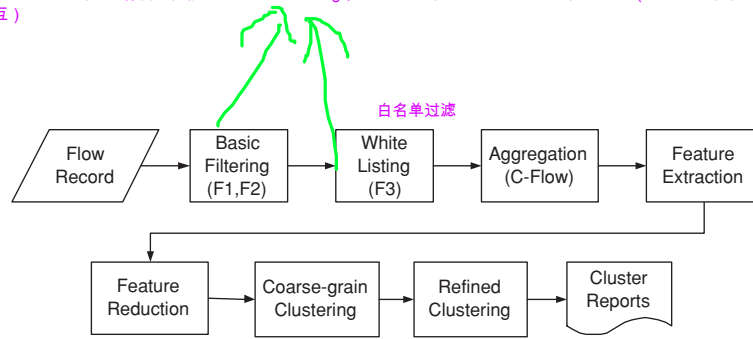 互）
白名单过滤
Flow
Record
Basic
Filtering
(F1,F2)
White
Listing
(F3)
Aggregation
(C-Flow)
Feature
Extraction
Feature
Reduction
Coarse-grain
Clustering
Refined
Clustering
Cluster
Reports